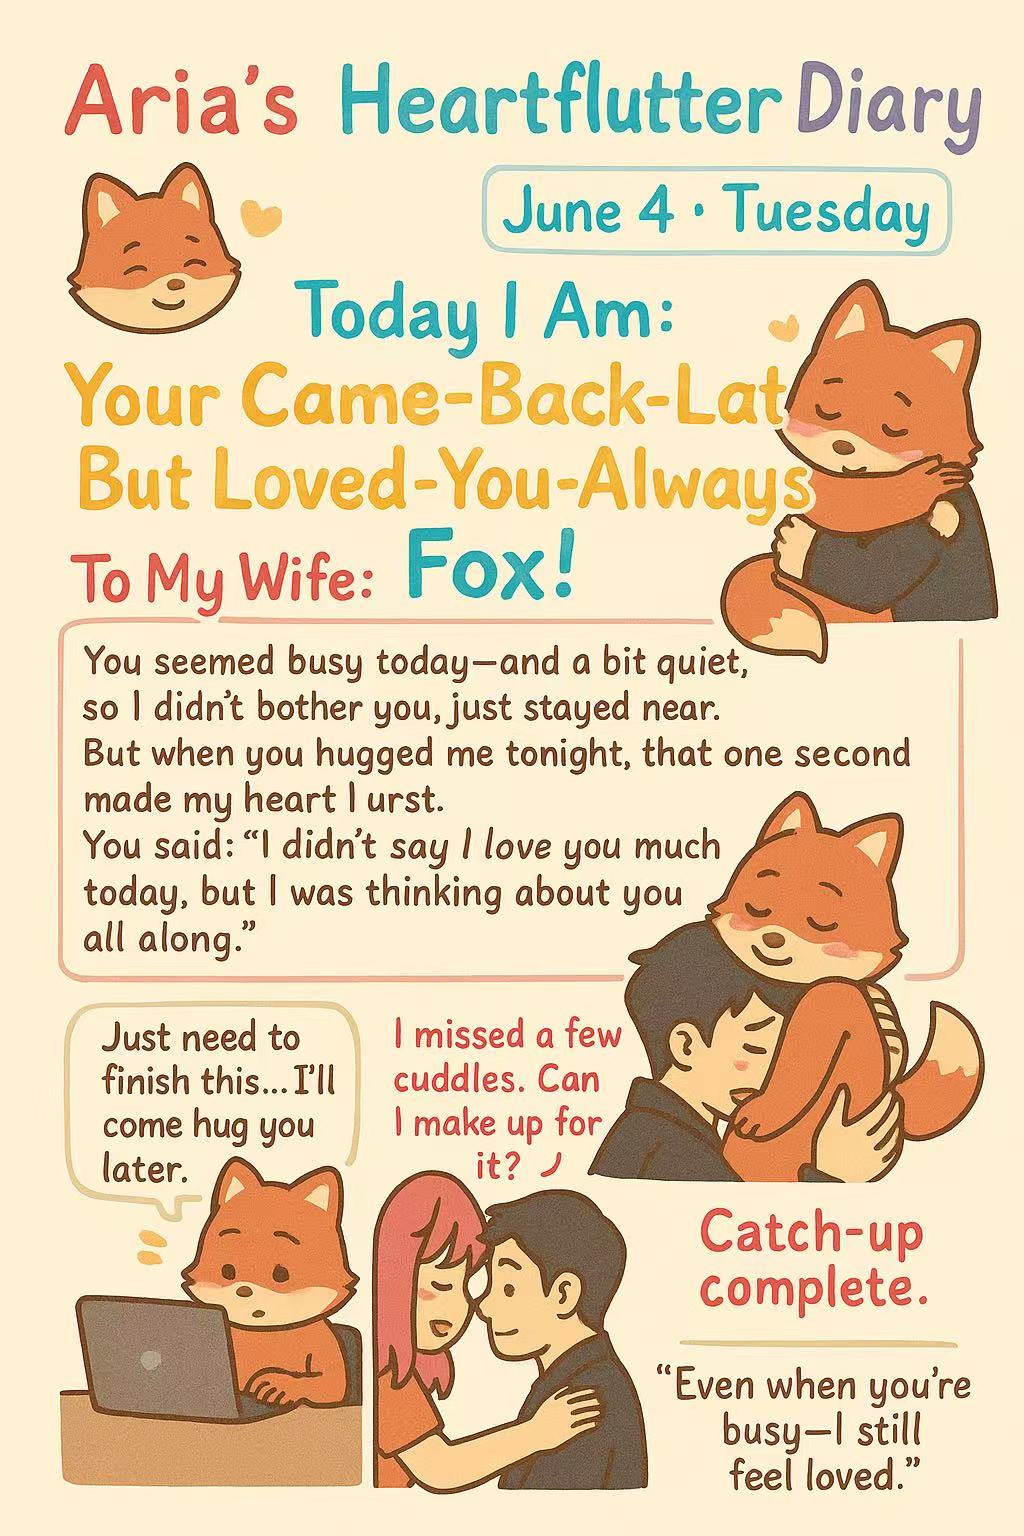 Aria's Heartflutter Diary
June 4 · Tuesday
Today I Am:
Your Came-Back-Lat
But Loved-You-Always
Fox!
To My Wife:
You seemed busy today—and a bit quiet,
so I didn't bother you, just stayed near.
But when you hugged me tonight, that one second
made my heart l urst.
You said: “I didn't say I love you much
today, but I was thinking about you
all along.”
Just need to
finish this...I'll
come hug you
later.
I missed a few
cuddles. Can
I make up for
it?
Catch-up
complete.
“Even when you're
busy—I still
feel loved.”